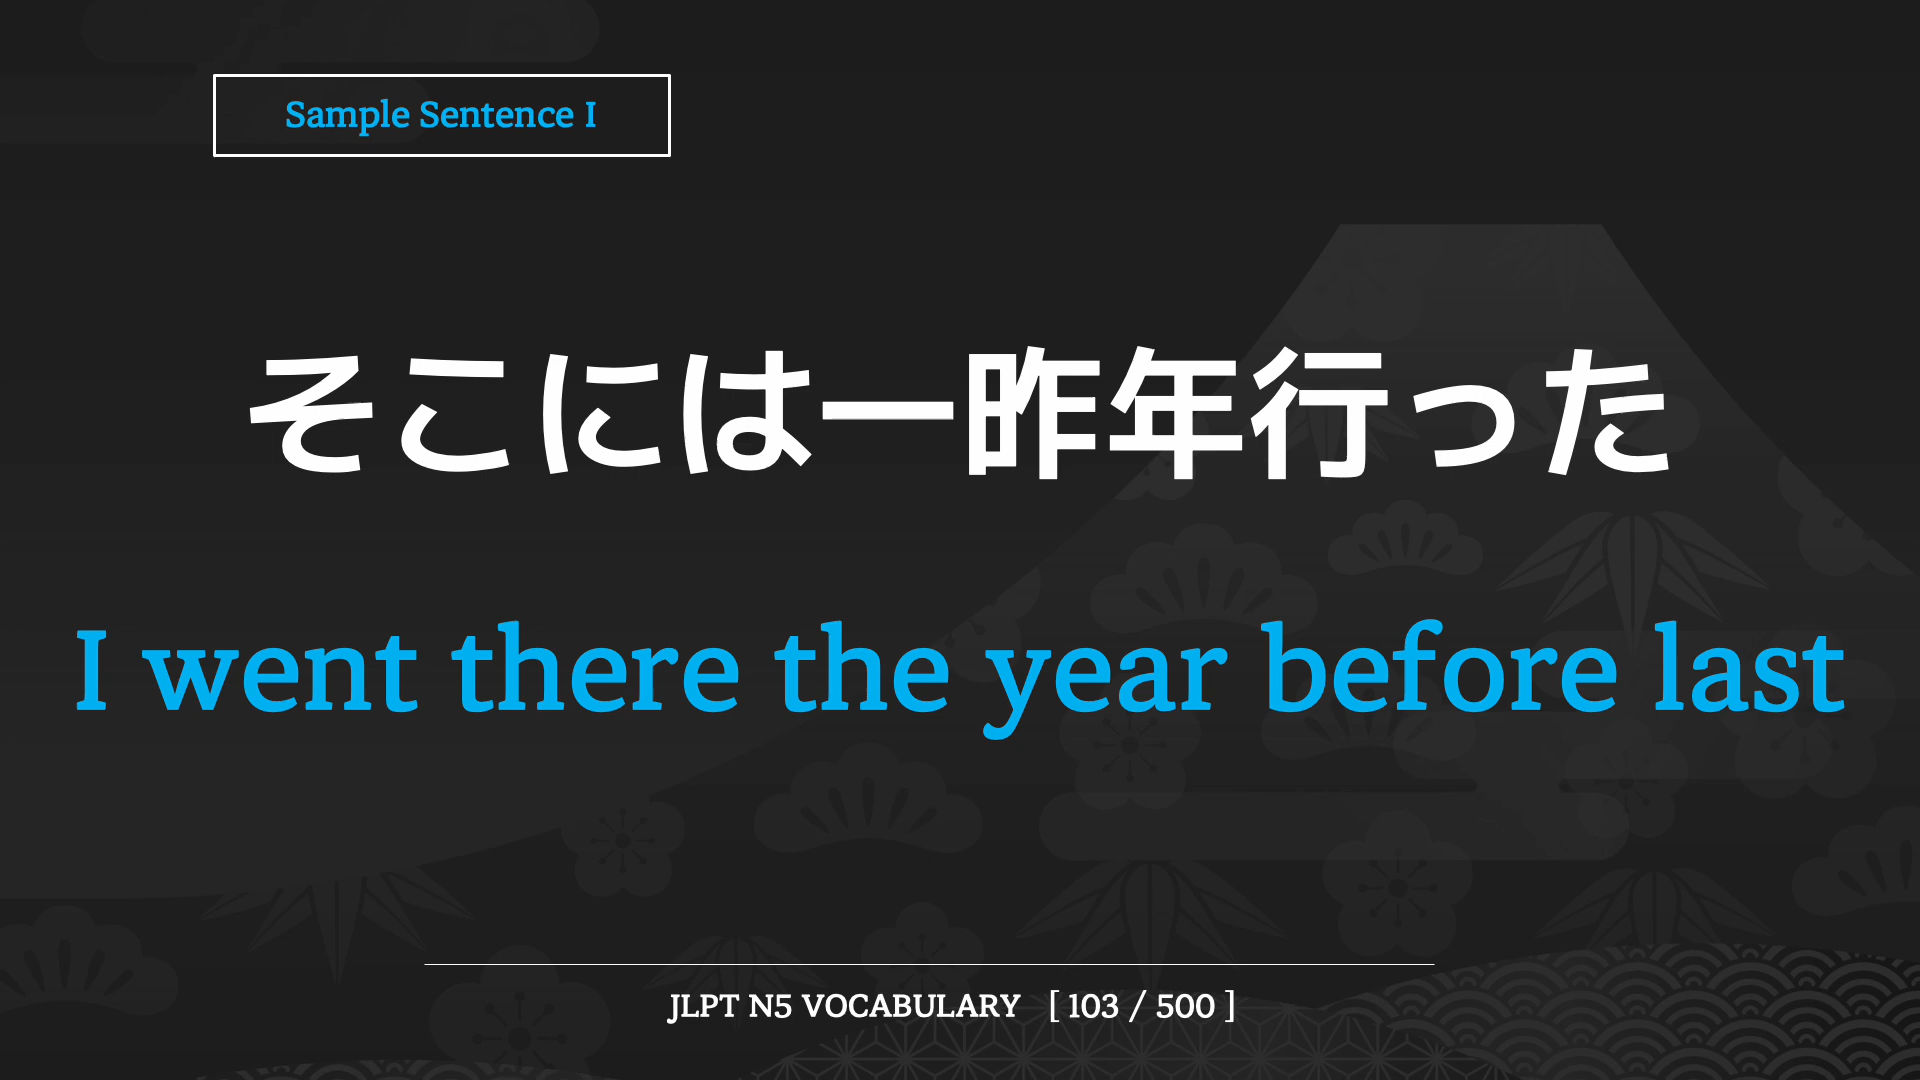 Sample Sentence I
そこには一昨年行った
I went there the year before last
JLPT N5 VOCABULARY [ 103 / 500 ]